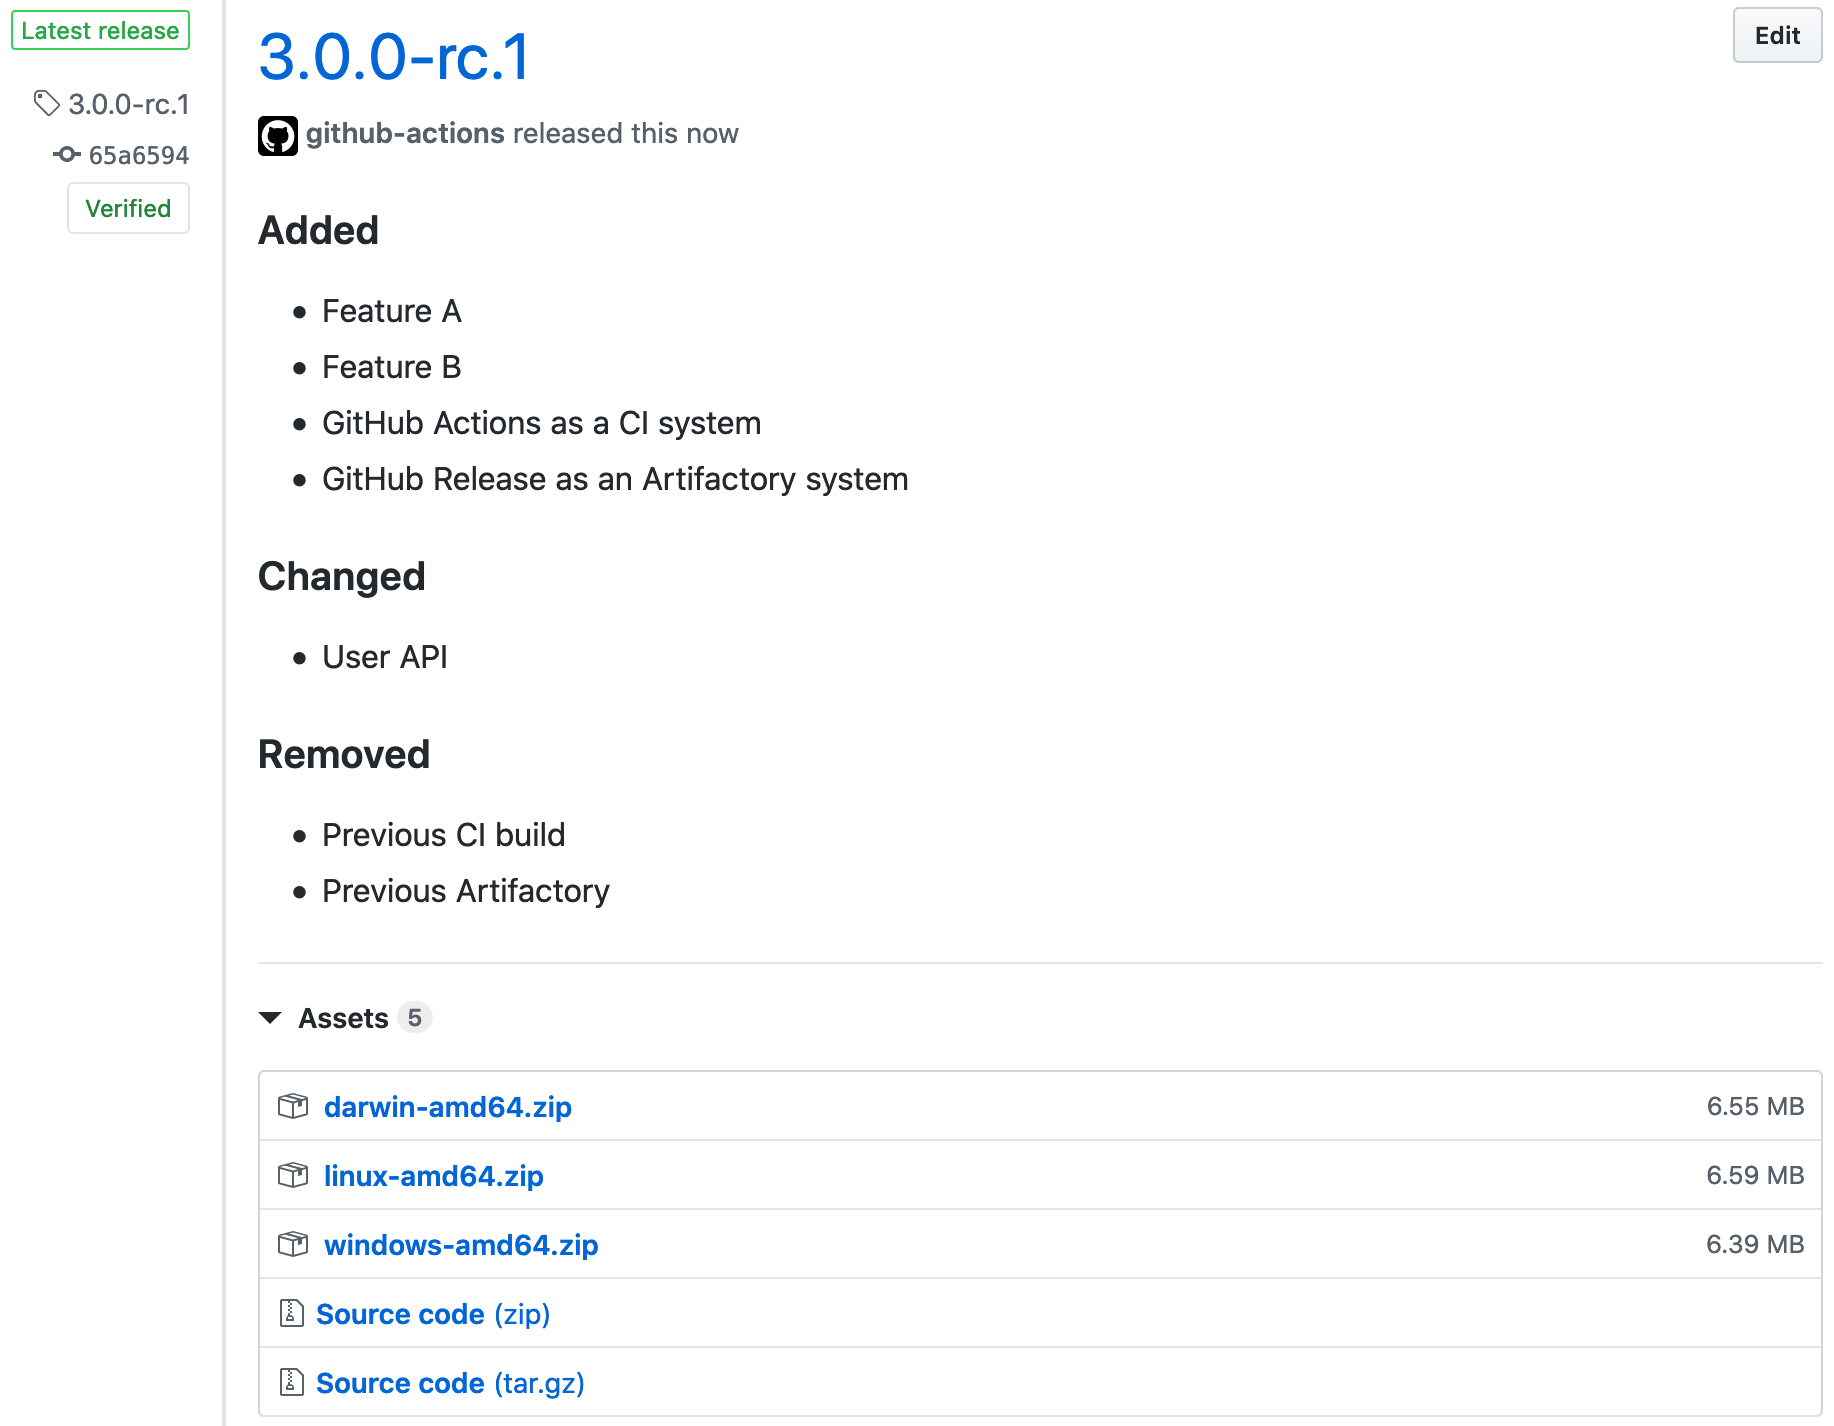 Latest release
3.0.0-rc.1
65a6594
Verified
3.0.0-rc.1
Edit
github-actions released this now
Added
• Feature A
• Feature B
• GitHub Actions as a CI system
• GitHub Release as an Artifactory system
Changed
• User API
Removed
• Previous CI build
• Previous Artifactory
Assets 5
darwin-amd64.zip 6.55 MB
linux-amd64.zip 6.59 MB
windows-amd64.zip 6.39 MB
Source code (zip)
Source code (tar.gz)